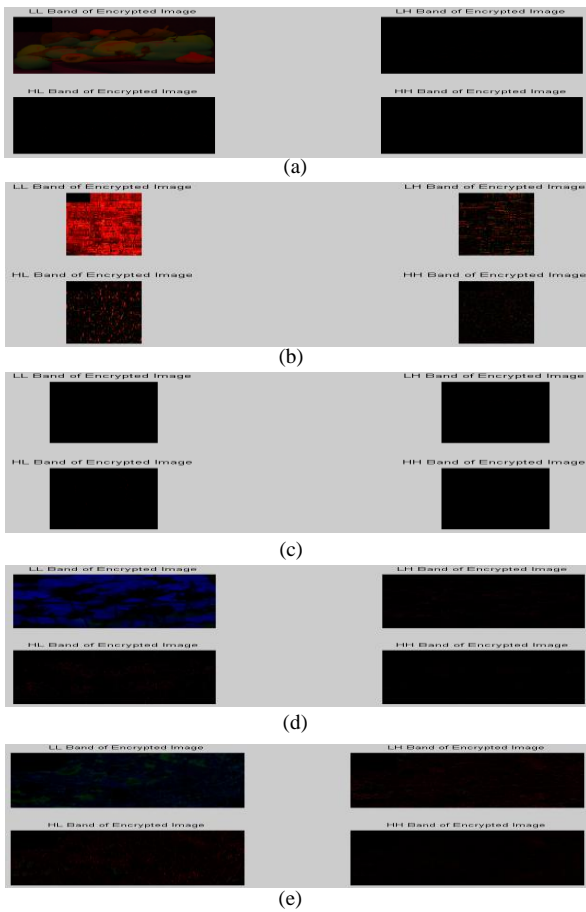 LL Band of Encrypted Image LH Band of Encrypted Image
HL Band of Encrypted Image HH Band of Encrypted Image
(a)
LL Band of Encrypted Image LH Band of Encrypted Image
HL Band of Encrypted Image HH Band of Encrypted Image
(b)
LL Band of Encrypted Image LH Band of Encrypted Image
HL Band of Encrypted Image HH Band of Encrypted Image
(c)
LL Band of Encrypted Image LH Band of Encrypted Image
HL Band of Encrypted Image HH Band of Encrypted Image
(d)
LL Band of Encrypted Image LH Band of Encrypted Image
HL Band of Encrypted Image HH Band of Encrypted Image
(e)